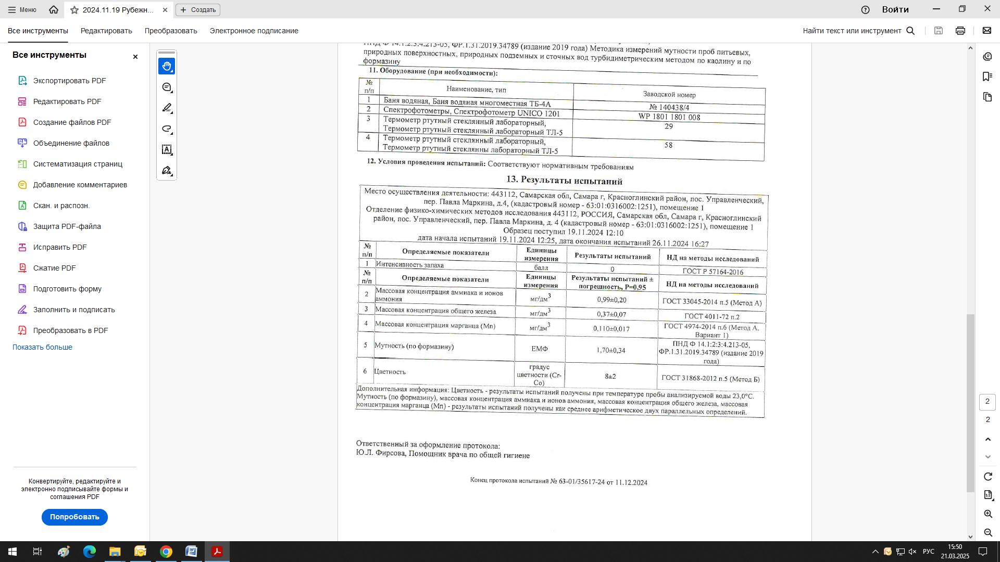 Меню
2024.11.19 Рубежн...
Создать
Войти
Все инструменты
Редактировать
Преобразовать
Электронное подписание
Найти текст или инструмент
Все инструменты
Экспортировать PDF
Редактировать PDF
Создание файлов PDF
Объединение файлов
Систематизация страниц
Добавление комментариев
Скан. и распозн.
Защита PDF-файла
Исправить PDF
Сжатие PDF
Подготовить форму
Заполнить и подписать
Преобразовать в PDF
Показать больше
Конвертируйте, редактируйте и
электронно подписывайте формы и
соглашения PDF
Попробовать
ПНД Ф 14.1:2:3:4.213-05, ФР.1.31.2019.34789 (издание 2019 года) Методика измерений мутности проб питьевых,
природных поверхностных, природных подземных и сточных вод турбидиметрическим методом по каолину и по
формазину
11. Оборудование (при необходимости):
№ п/п Наименование, тип Заводской номер
1 Баня водяная, Баня водяная многоместная ТБ-4А № 140438/4
2 Спектрофотометры, Спектрофотометр UNICO 1201 WP 1801 1801 008
3 Термометр ртутный стеклянный лабораторный, 29
Термометр ртутный стеклянный лабораторный ТЛ-5
4 Термометр ртутный стеклянный лабораторный, 58
Термометр ртутный стеклянны лабораторный ТЛ-5
12. Условия проведения испытаний: Соответствуют нормативным требованиям
13. Результаты испытаний
Место осуществления деятельности: 443112, Самарская обл, Самара г, Красноглинский район, пос. Управленческий,
пер. Павла Маркина, д.4, (кадастровый номер - 63:01:0316002:1251), помещение 1
Отделение физико-химических методов исследования 443112, РОССИЯ, Самарская обл, Самара г, Красноглинский
район, пос. Управленческий, пер. Павла Маркина, д. 4 (кадастровый номер - 63:01:0316002:1251), помещение 1
Образец поступил 19.11.2024 12:10
дата начала испытаний 19.11.2024 12:25, дата окончания испытаний 26.11.2024 16:27
№ п/п Определяемые показатели Единицы измерения Результаты испытаний НД на методы исследований
1 Интенсивность запаха балл 0 ГОСТ Р 57164-2016
№ п/п Определяемые показатели Единицы измерения Результаты испытаний ± погрешность, P=0,95 НД на методы исследований
2 Массовая концентрация аммиака и ионов аммония мг/дм3 0,99±0,20 ГОСТ 33045-2014 п.5 (Метод А)
3 Массовая концентрация общего железа мг/дм3 0,37±0,07 ГОСТ 4011-72 п.2
4 Массовая концентрация марганца (Mn) мг/дм3 0,110±0,017 ГОСТ 4974-2014 п.6 (Метод А, Вариант 1)
5 Мутность (по формазину) ЕМФ 1,70±0,34 ПНД Ф 14.1:2:3:4.213-05, ФР.1.31.2019.34789 (издание 2019 года)
6 Цветность градус цветности (Cr-Co) 8±2 ГОСТ 31868-2012 п.5 (Метод Б)
Дополнительная информация: Цветность - результаты испытаний получены при температуре пробы анализируемой воды 23,0°С.
Мутность (по формазину), массовая концентрация аммиака и ионов аммония, массовая концентрация общего железа, массовая
концентрация марганца (Mn) - результаты испытаний получены как среднее арифметическое двух параллельных определений.
Ответственный за оформление протокола:
Ю.Л. Фирсова, Помощник врача по общей гигиене
Конец протокола испытаний № 63-01/35617-24 от 11.12.2024
2
2
1:1
РУС
15:50
21.03.2025